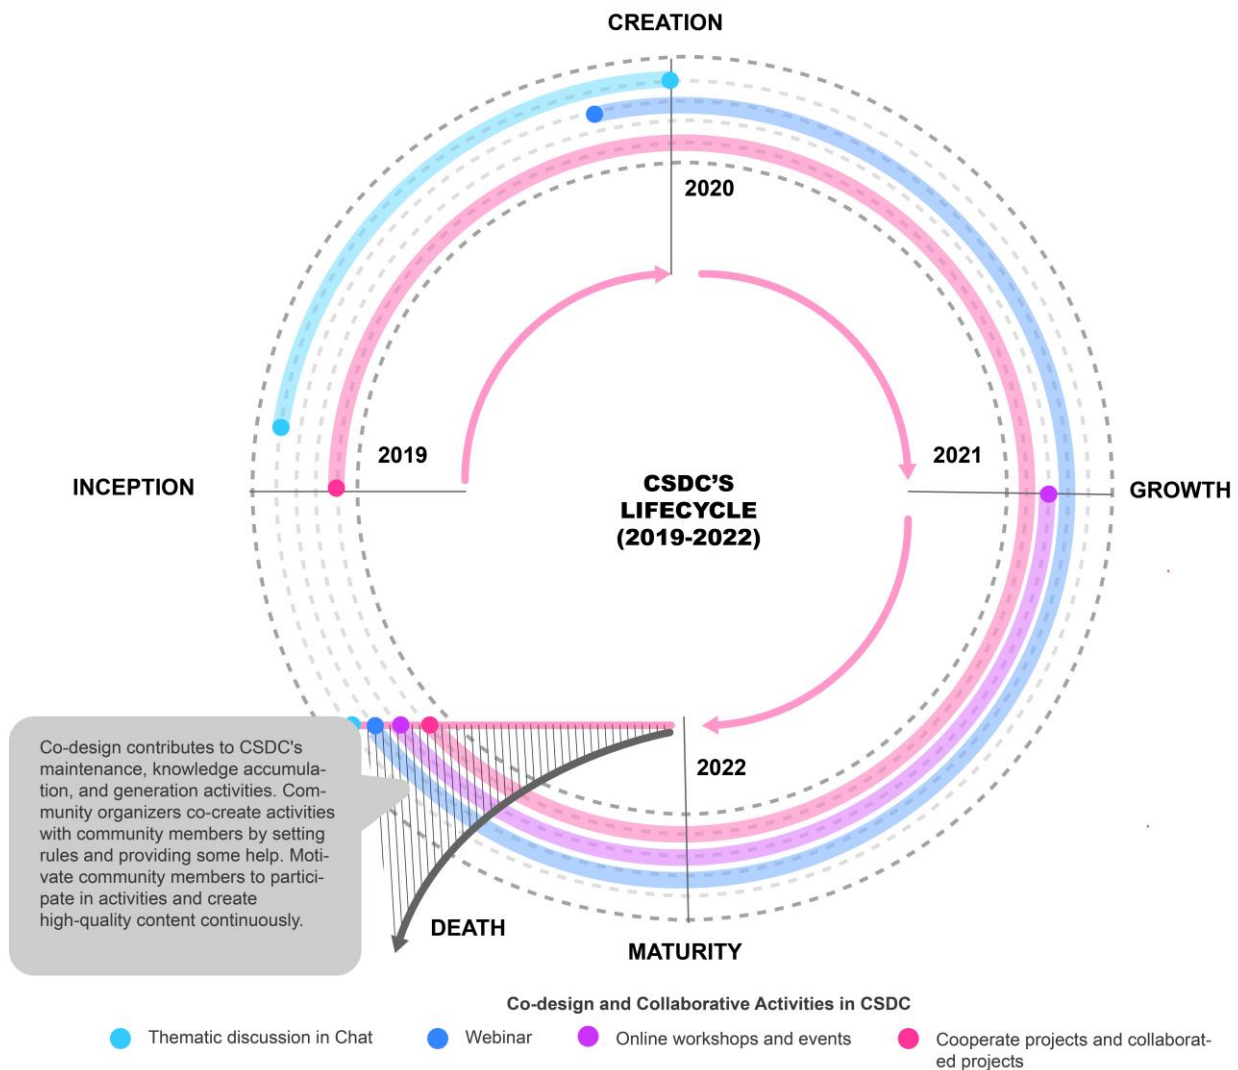 CREATION
2020
2019
2021
INCEPTION
GROWTH
CSDC'S
LIFECYCLE
(2019-2022)
2022
Co-design contributes to CSDC's
maintenance, knowledge accumula-
tion, and generation activities. Com-
munity organizers co-create activities
with community members by setting
rules and providing some help. Moti-
vate community members to partici-
pate in activities and create
high-quality content continuously.
DEATH
MATURITY
Co-design and Collaborative Activities in CSDC
Thematic discussion in Chat
Webinar
Online workshops and events
Cooperate projects and collaborat-
ed projects